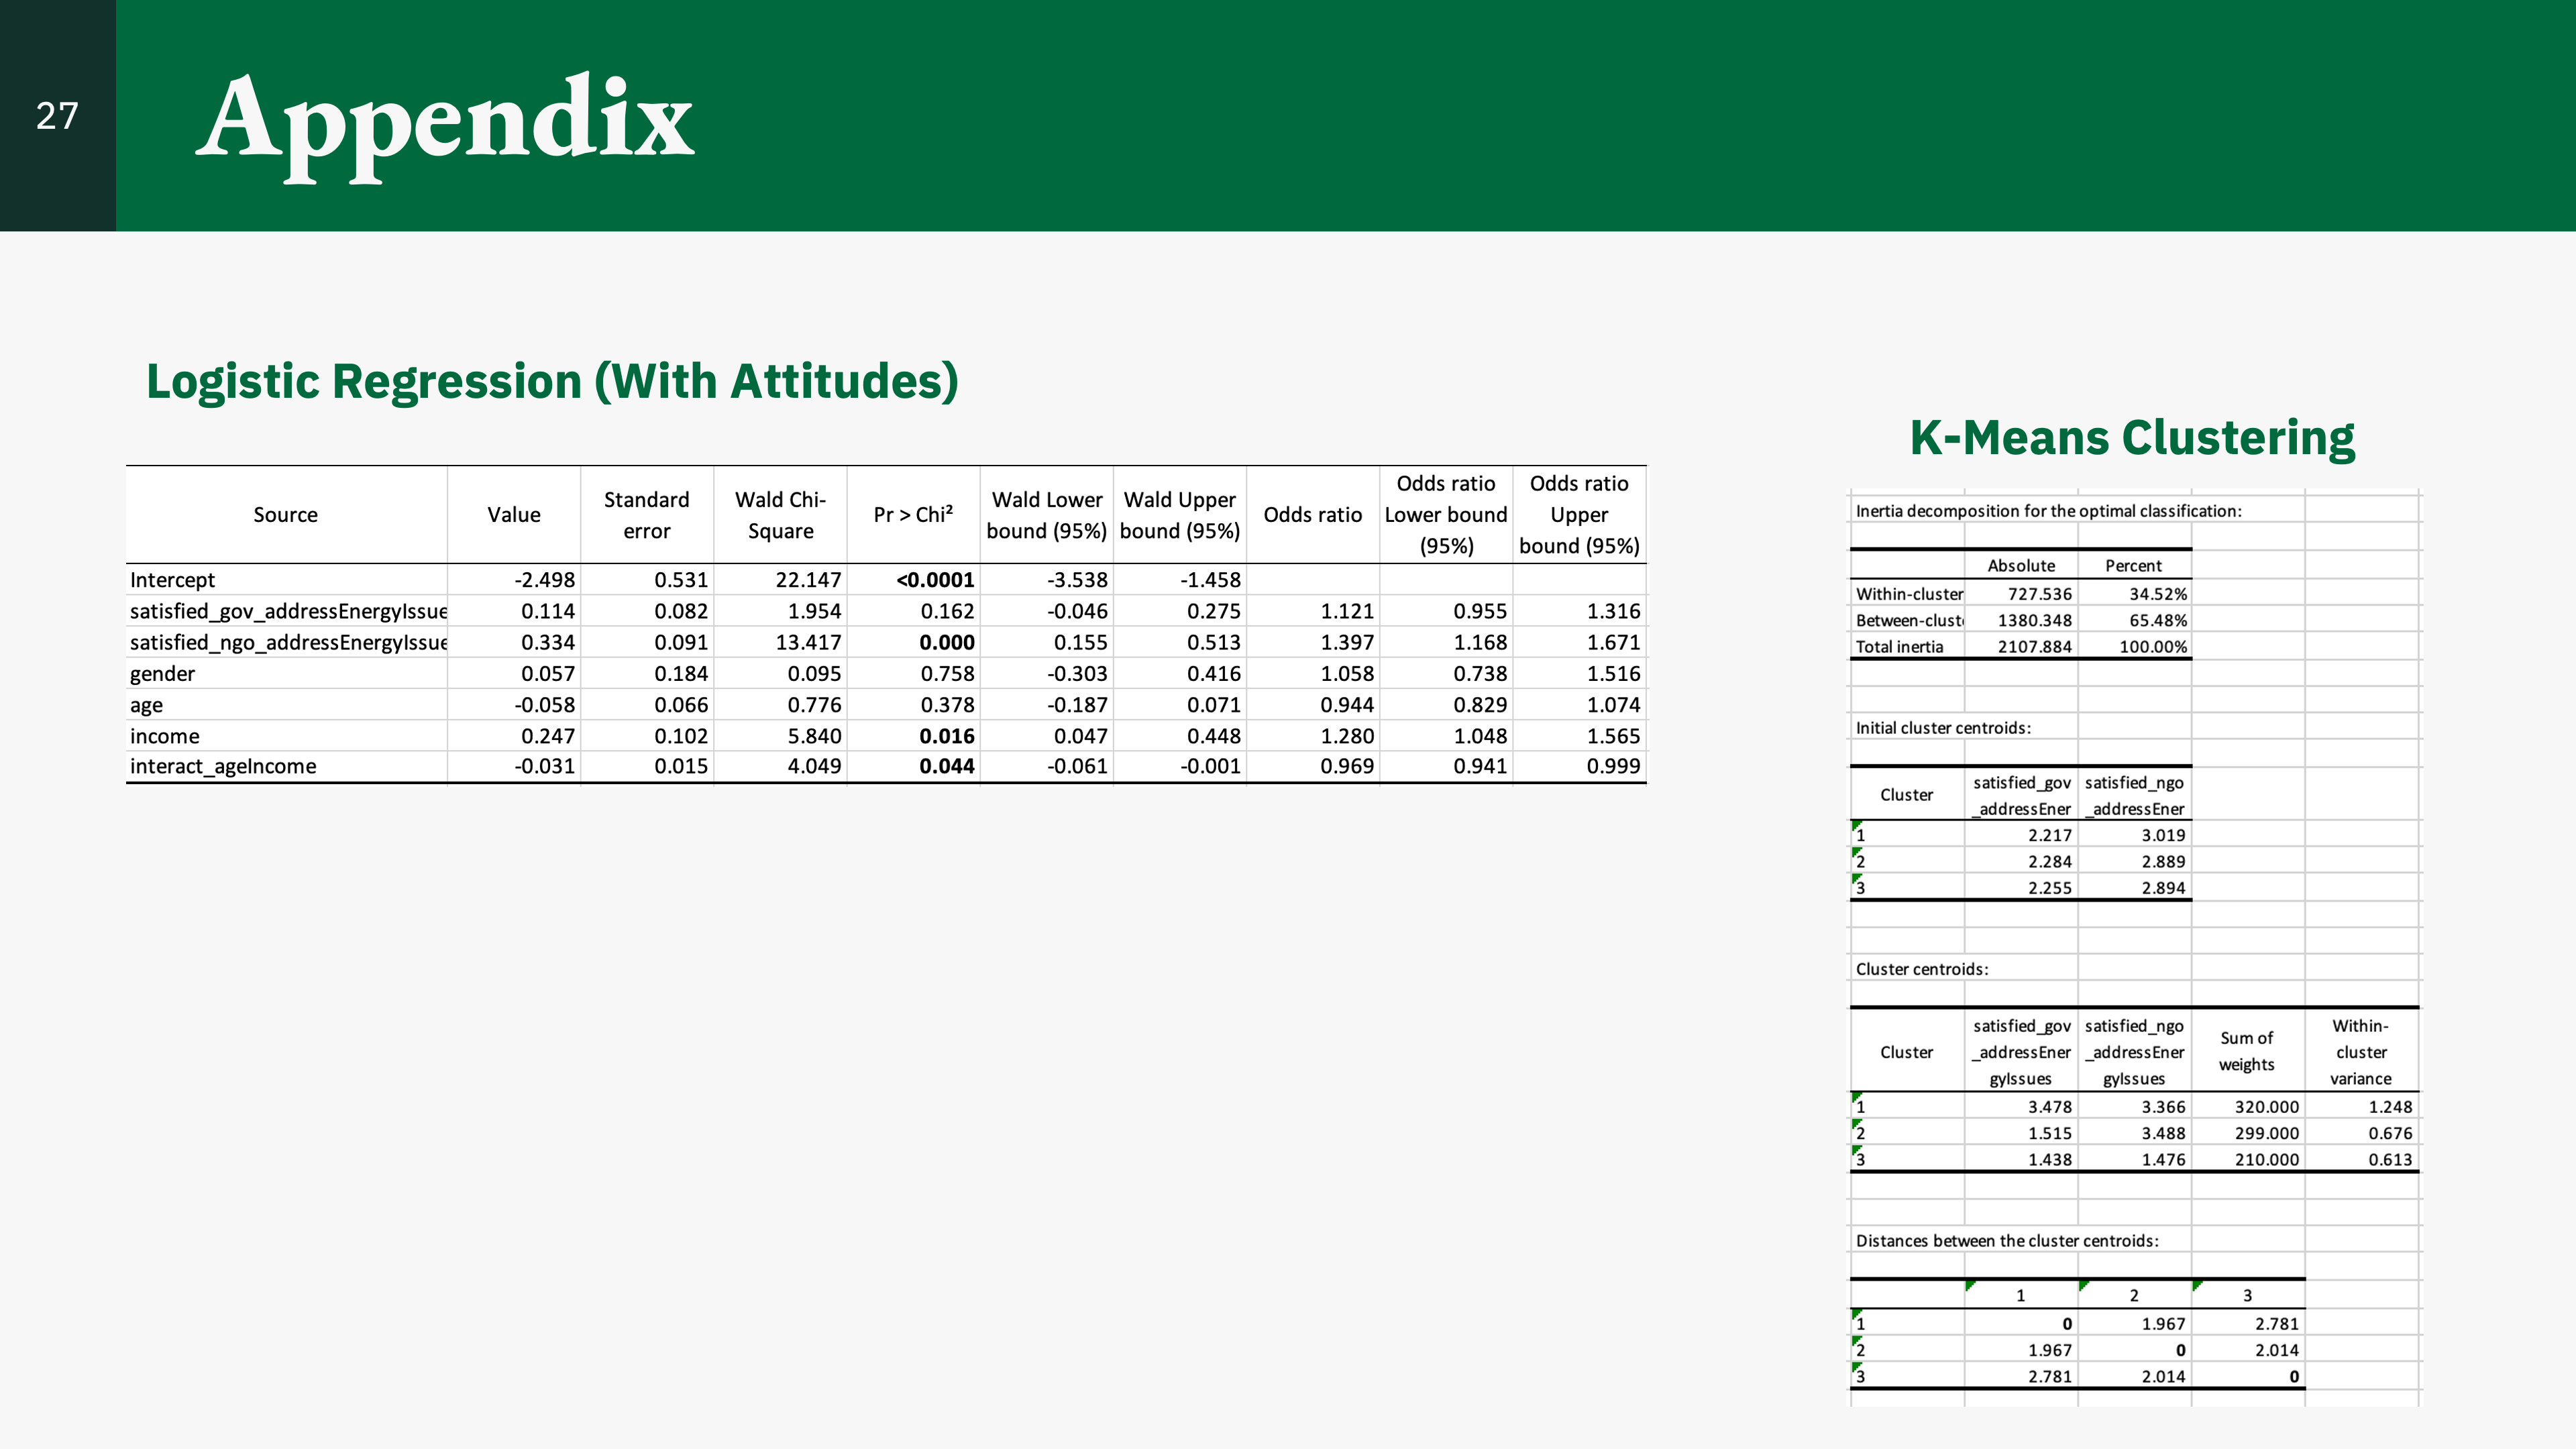 27
Appendix
Logistic Regression (With Attitudes)
Source Value Standard error Wald Chi-Square Pr > Chi² Wald Lower bound (95%) Wald Upper bound (95%) Odds ratio Odds ratio Lower bound (95%) Odds ratio Upper bound (95%)
Intercept -2.498 0.531 22.147 <0.0001 -3.538 -1.458
satisfied_gov_addressEnergyIssue 0.114 0.082 1.954 0.162 -0.046 0.275 1.121 0.955 1.316
satisfied_ngo_addressEnergyIssue 0.334 0.091 13.417 0.000 0.155 0.513 1.397 1.168 1.671
gender 0.057 0.184 0.095 0.758 -0.303 0.416 1.058 0.738 1.516
age -0.058 0.066 0.776 0.378 -0.187 0.071 0.944 0.829 1.074
income 0.247 0.102 5.840 0.016 0.047 0.448 1.280 1.048 1.565
interact_ageIncome -0.031 0.015 4.049 0.044 -0.061 -0.001 0.969 0.941 0.999
K-Means Clustering
Inertia decomposition for the optimal classification:
Absolute Percent
Within-cluster 727.536 34.52%
Between-clust 1380.348 65.48%
Total inertia 2107.884 100.00%
Initial cluster centroids:
Cluster satisfied_gov_addressEner satisfied_ngo_addressEner
1 2.217 3.019
2 2.284 2.889
3 2.255 2.894
Cluster centroids:
Cluster satisfied_gov_addressEnergyIssues satisfied_ngo_addressEnergyIssues Sum of weights Within-cluster variance
1 3.478 3.366 320.000 1.248
2 1.515 3.488 299.000 0.676
3 1.438 1.476 210.000 0.613
Distances between the cluster centroids:
1 2 3
1 0 1.967 2.781
2 1.967 0 2.014
3 2.781 2.014 0